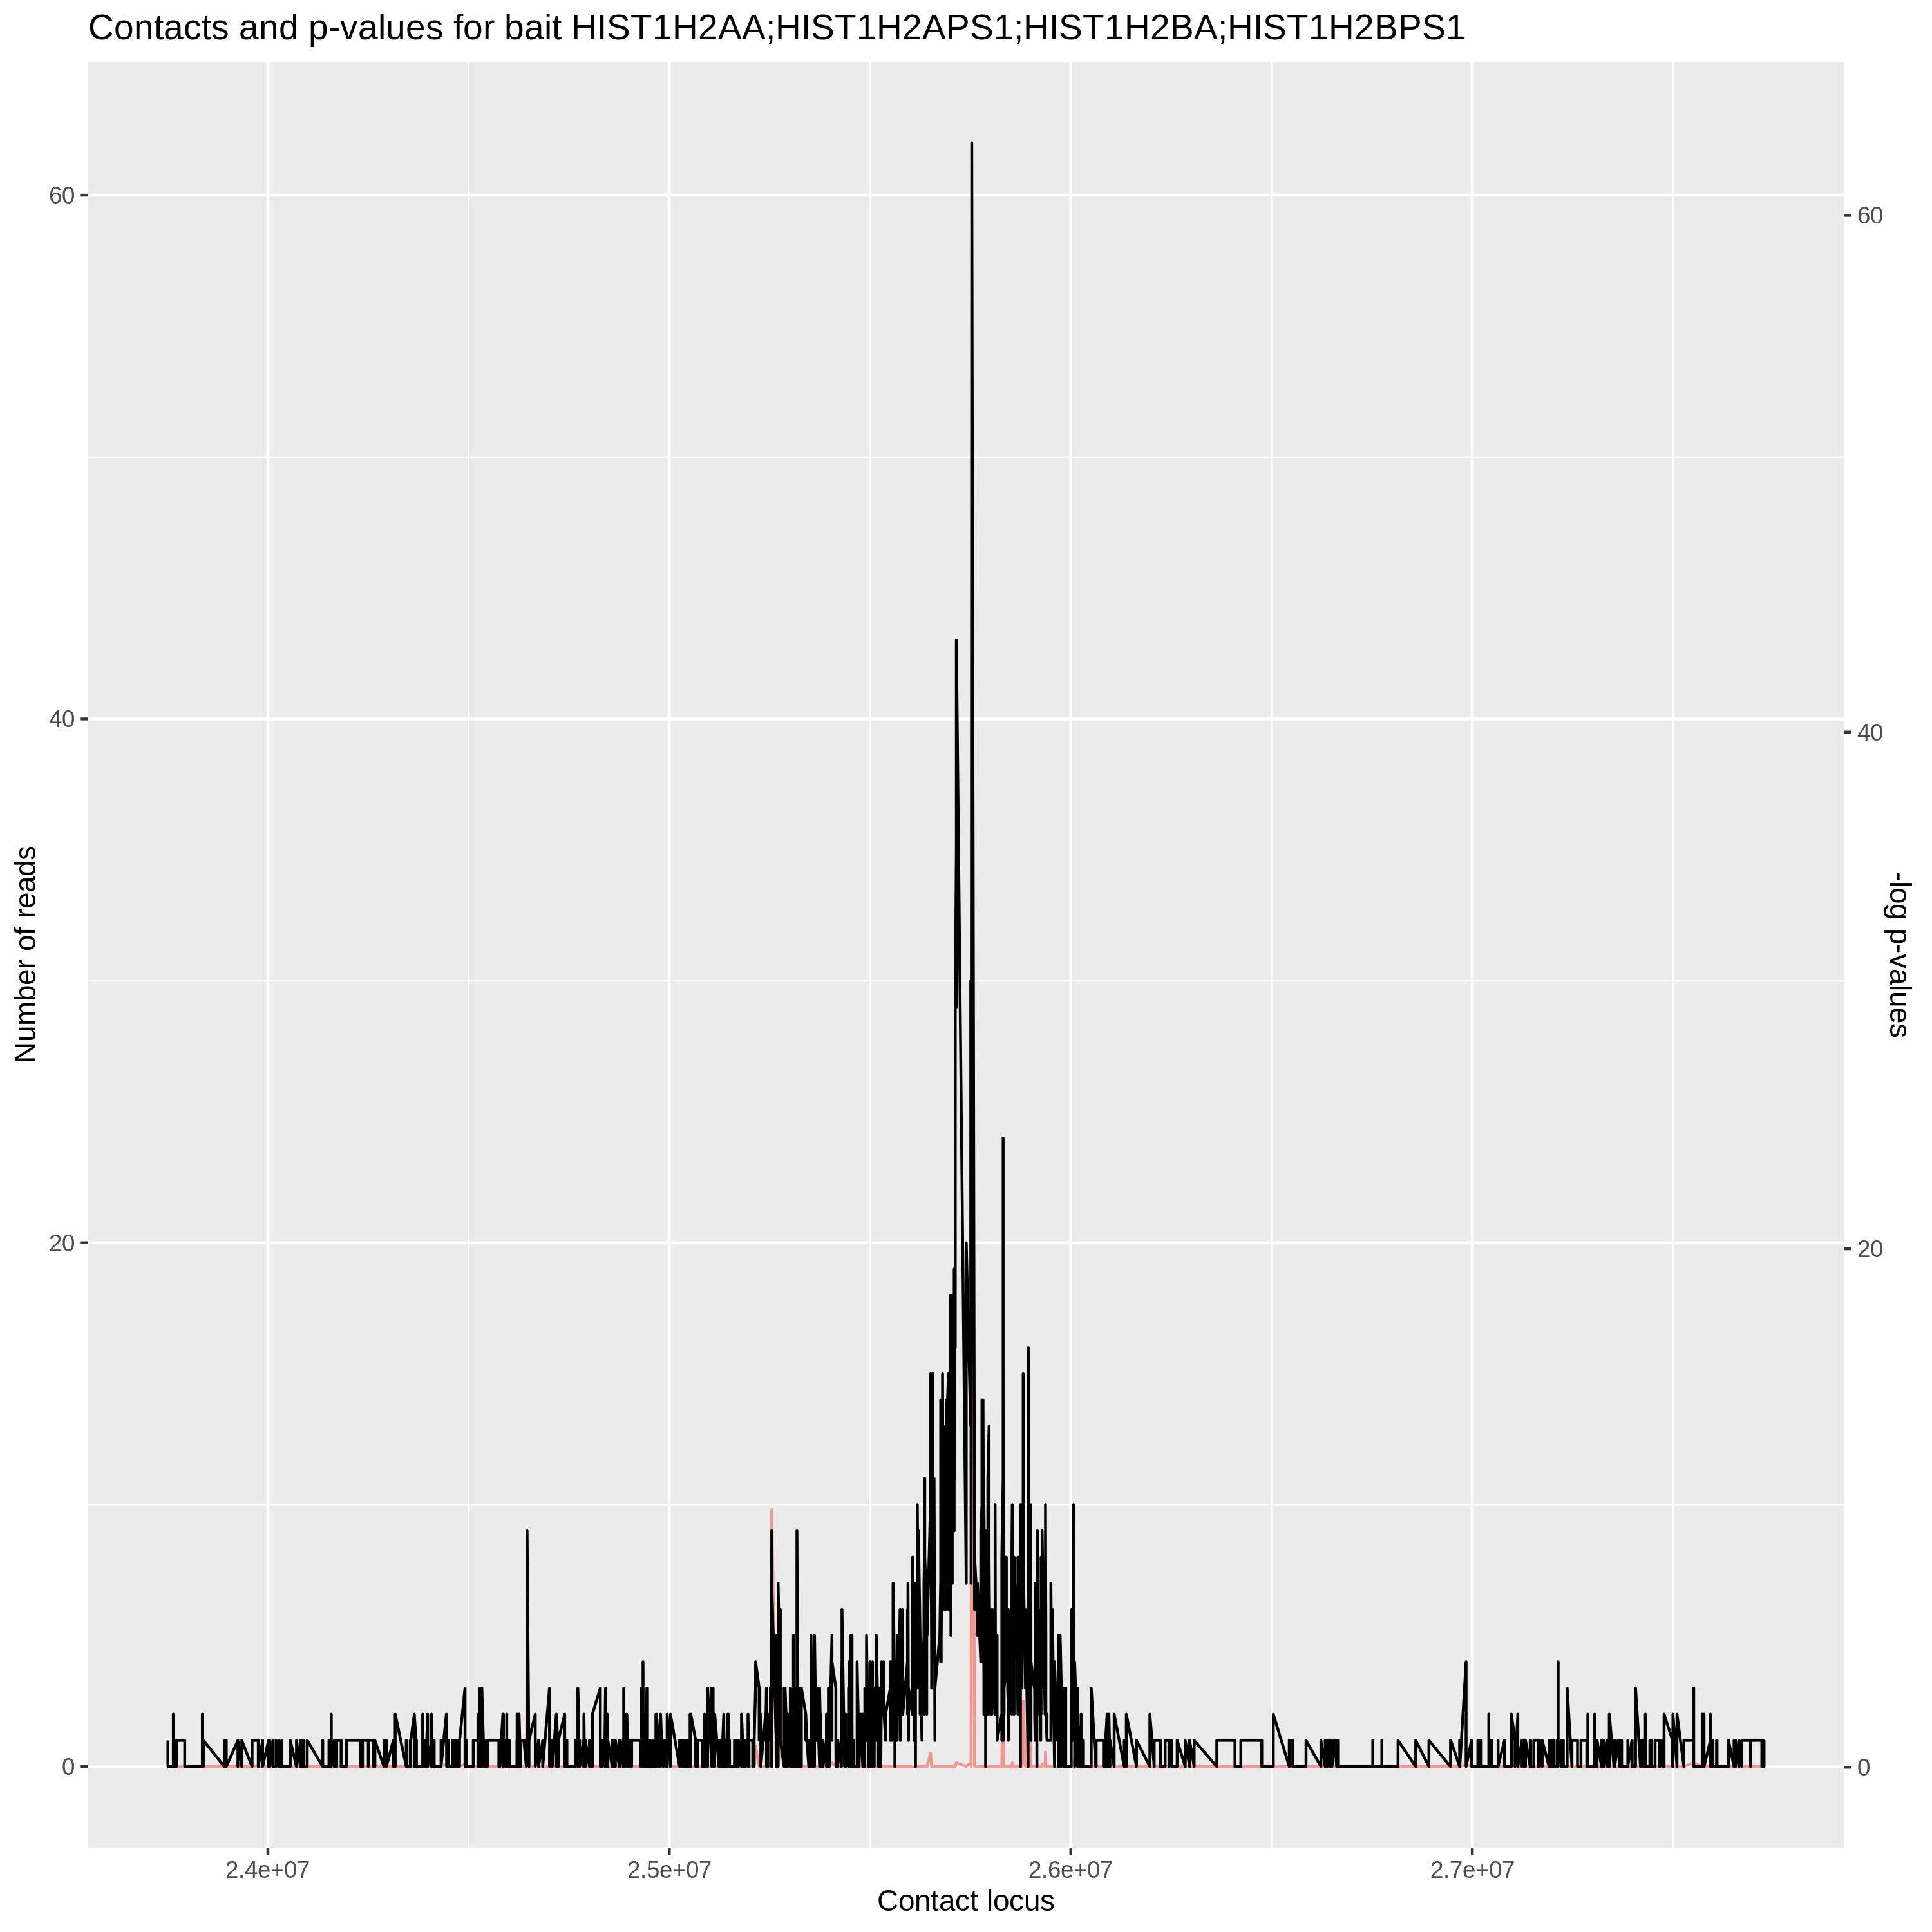 Contacts and p-values for bait HIST1H2AA;HIST1H2APS1;HIST1H2BA;HIST1H2BPS1
60
40
20
0
Number of reads
60
40
20
0
-log p-values
2.4e+07
2.5e+07
2.6e+07
2.7e+07
Contact locus